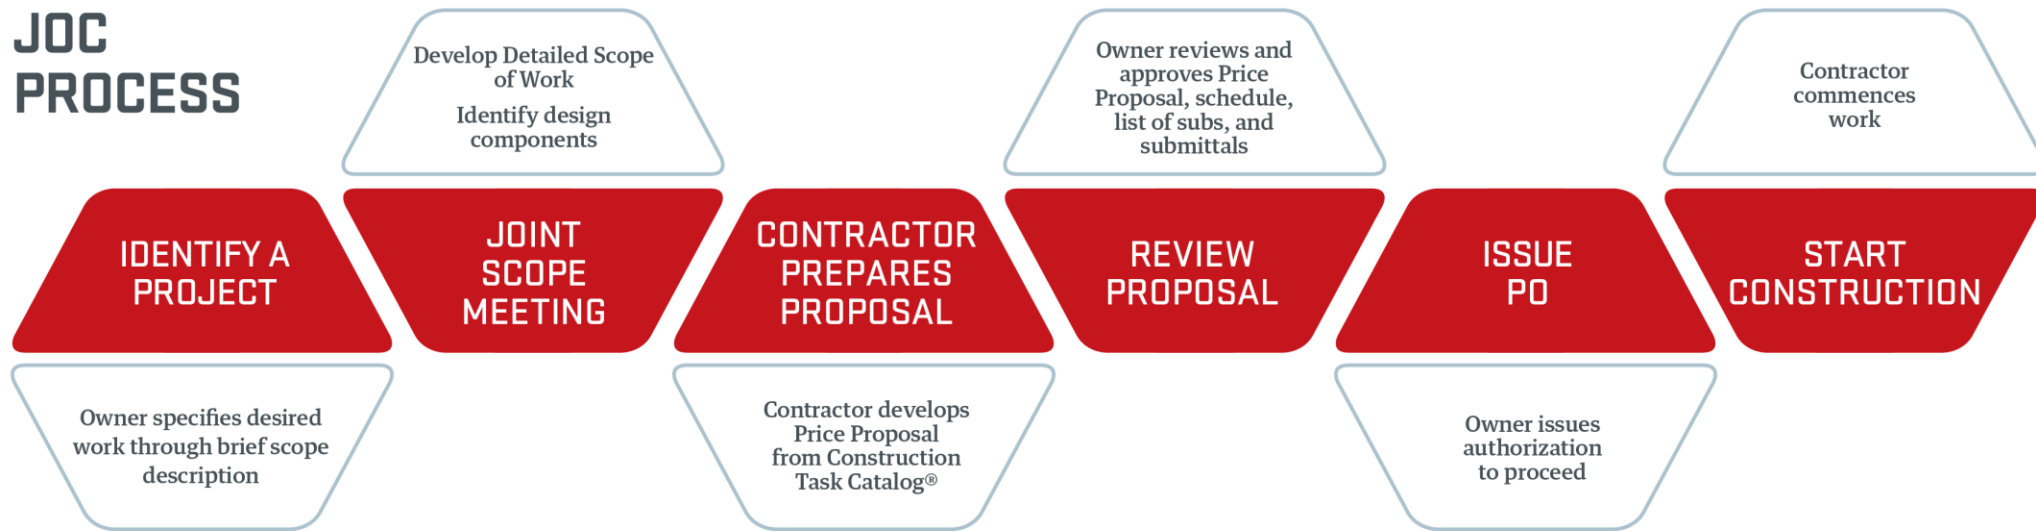 JOC
PROCESS
IDENTIFY A
PROJECT
Owner specifies desired
work through brief scope
description
Develop Detailed Scope
of Work
Identify design
components
JOINT
SCOPE
MEETING
CONTRACTOR
PREPARES
PROPOSAL
Contractor develops
Price Proposal
from Construction
Task Catalog®
Owner reviews and
approves Price
Proposal, schedule,
list of subs, and
submittals
REVIEW
PROPOSAL
ISSUE
PO
Owner issues
authorization
to proceed
Contractor
commences
work
START
CONSTRUCTION